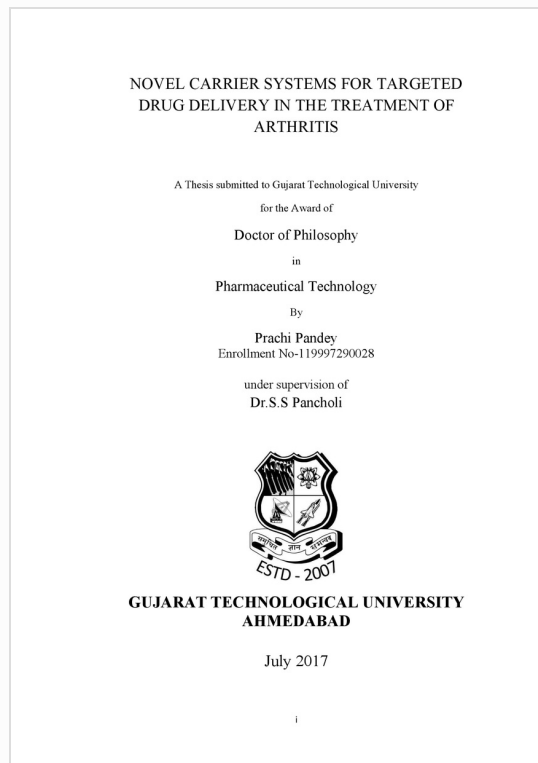 NOVEL CARRIER SYSTEMS FOR TARGETED
DRUG DELIVERY IN THE TREATMENT OF
ARTHRITIS
A Thesis submitted to Gujarat Technological University
for the Award of
Doctor of Philosophy
in
Pharmaceutical Technology
By
Prachi Pandey
Enrollment No-119997290028
under supervision of
Dr.S.S Pancholi
ज्ञान
ESTD - 2007
GUJARAT TECHNOLOGICAL UNIVERSITY
AHMEDABAD
July 2017
i